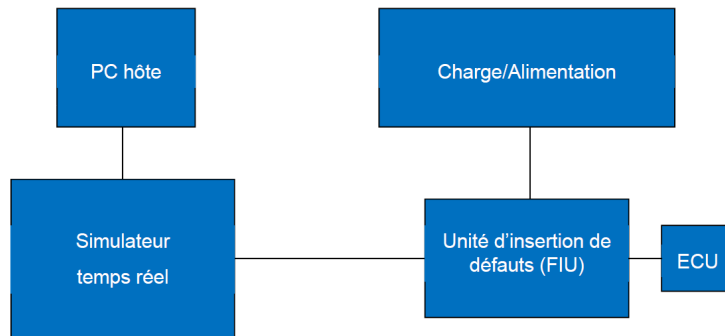 PC hôte
Charge/Alimentation
Simulateur
temps réel
Unité d'insertion de
défauts (FIU)
ECU